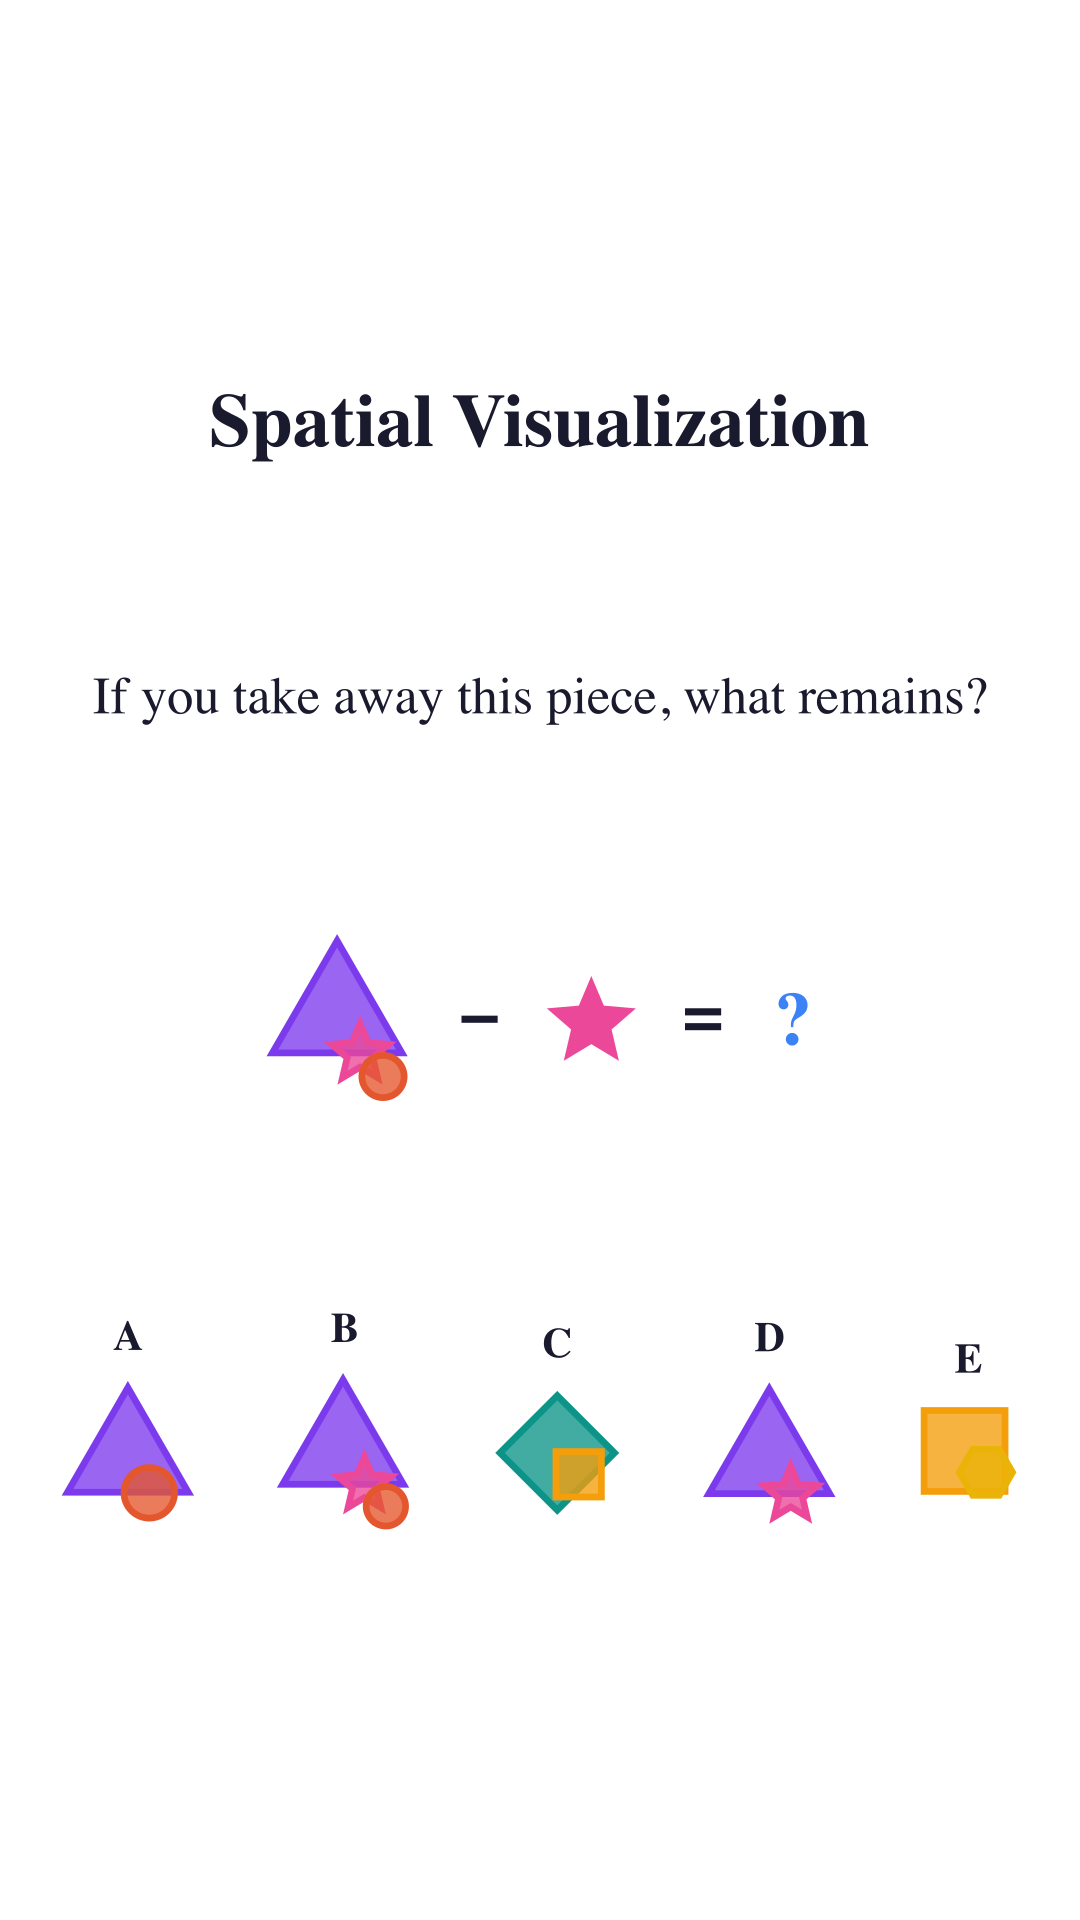 Spatial Visualization
If you take away this piece, what remains?
− = ?
A B C D E